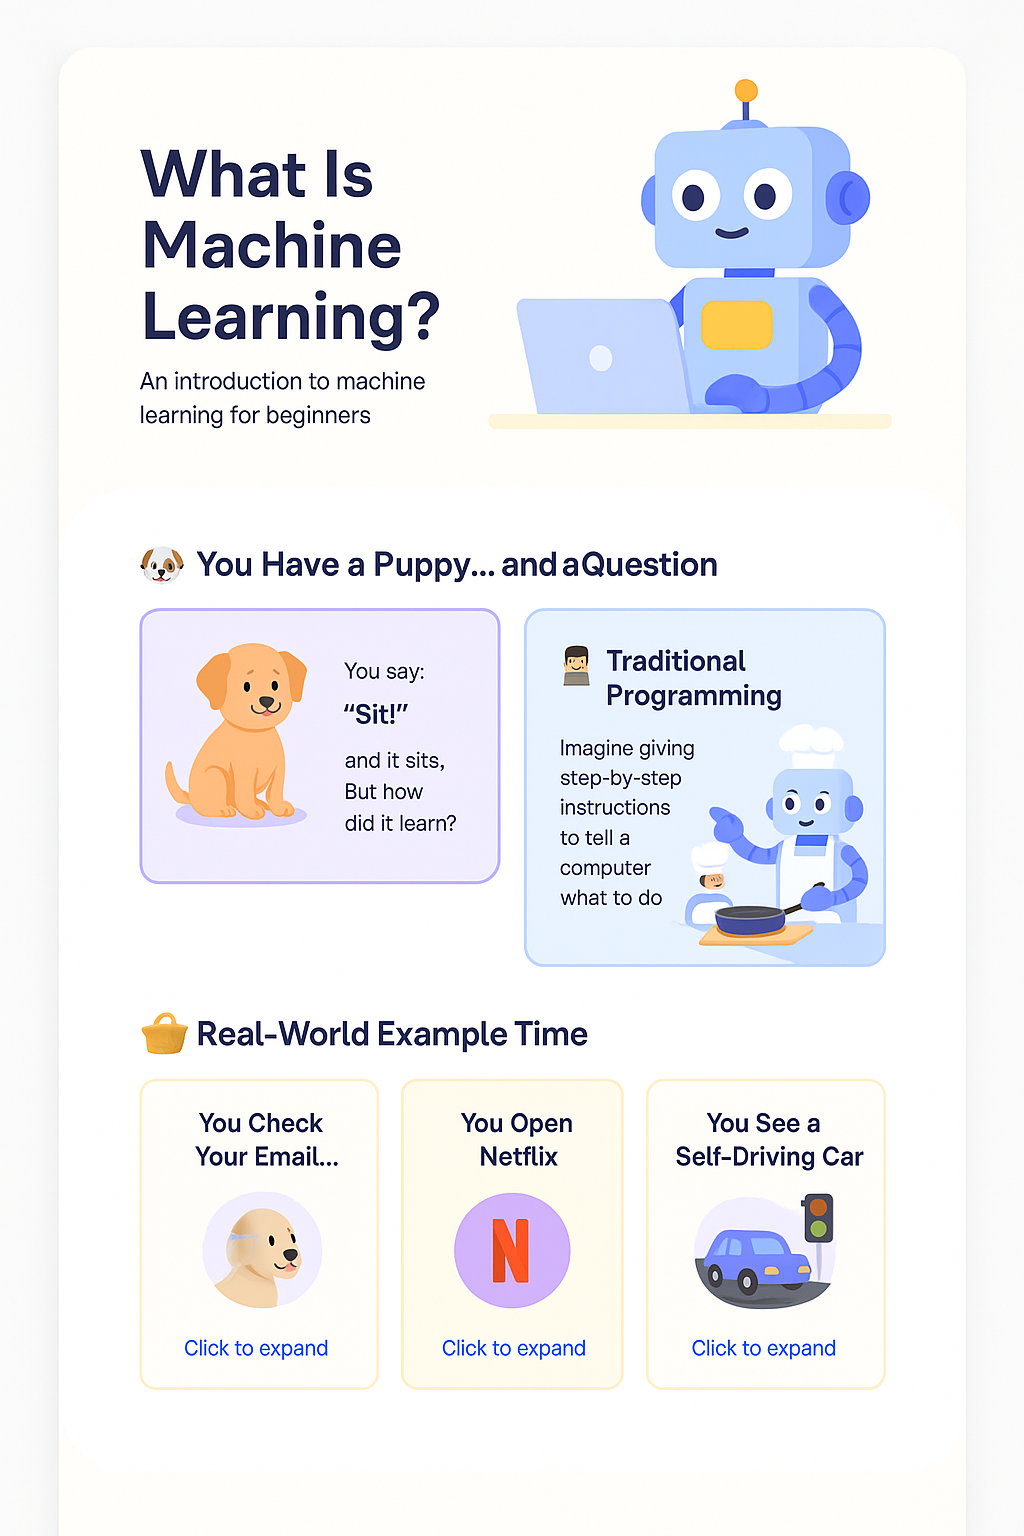 What Is
Machine
Learning?
An introduction to machine
learning for beginners
You Have a Puppy... and aQuestion
You say:
“Sit!”
and it sits,
But how
did it learn?
Traditional
Programming
Imagine giving
step-by-step
instructions
to tell a
computer
what to do
Real-World Example Time
You Check
Your Email...
Click to expand
You Open
Netflix
N
Click to expand
You See a
Self-Driving Car
Click to expand